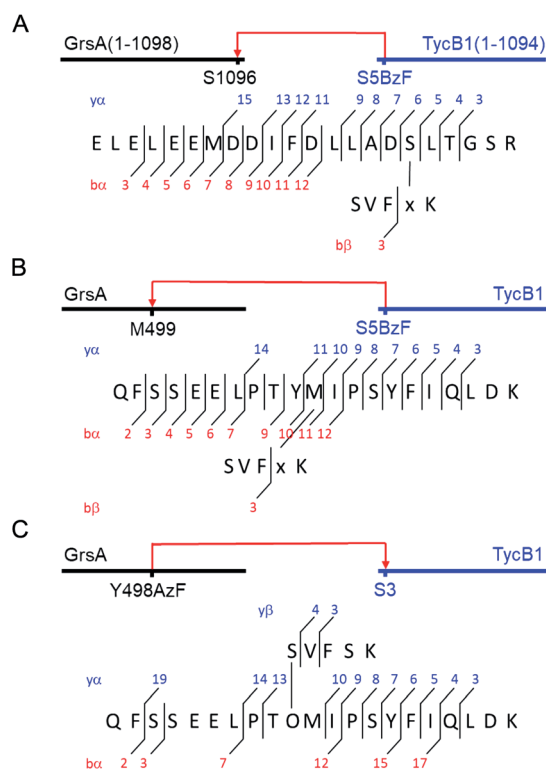 A
GrsA(1-1098) TycB1(1-1094)
S1096 S5BzF
yα 15 13 12 11 9 8 7 6 5 4 3
E L E L E E M D D I F D L L A D S L T G S R
bα 3 4 5 6 7 8 9 10 11 12
S V F x K
bβ 3
B
GrsA TycB1
M499 S5BzF
yα 14 11 10 9 8 7 6 5 4 3
Q F S S E E L P T Y M I P S Y F I Q L D K
bα 2 3 4 5 6 7 9 10 11 12
S V F x K
bβ 3
C
GrsA TycB1
Y498AzF S3
yβ 4 3
S V F S K
yα 19 14 13 10 9 8 7 6 5 4 3
Q F S S E E L P T O M I P S Y F I Q L D K
bα 2 3 7 12 15 17